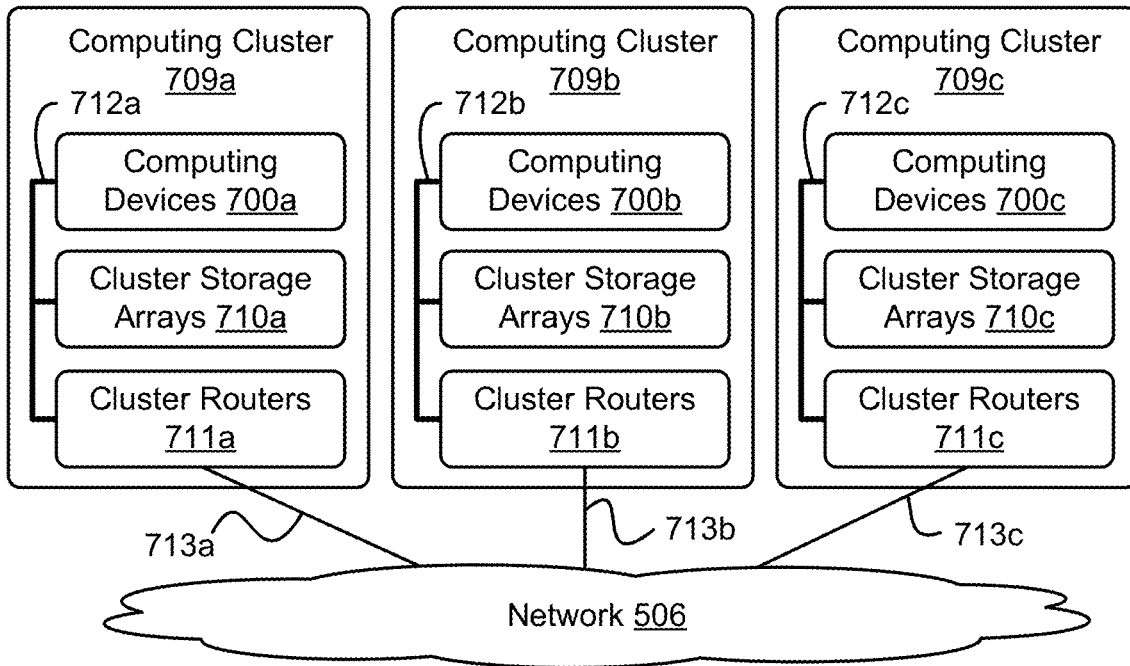 Computing Cluster
709a
712a
Computing
Devices 700a
Cluster Storage
Arrays 710a
Cluster Routers
711a
Computing Cluster
709b
712b
Computing
Devices 700b
Cluster Storage
Arrays 710b
Cluster Routers
711b
Computing Cluster
709c
712c
Computing
Devices 700c
Cluster Storage
Arrays 710c
Cluster Routers
711c
713a
713b
713c
Network 506